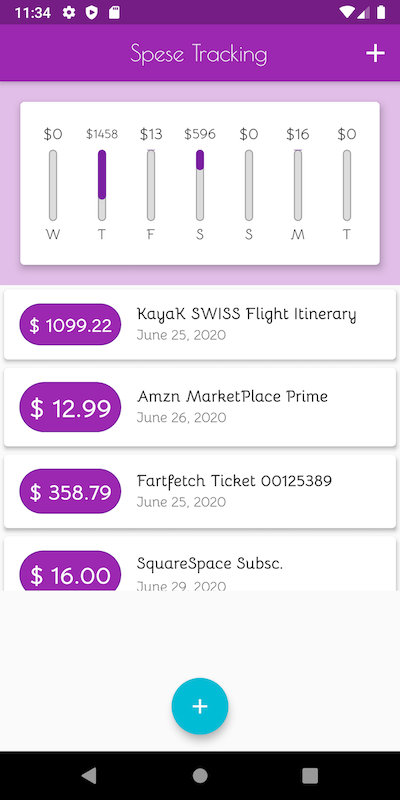 11:34
Spese Tracking
$0 $1458 $13 $596 $0 $16 $0
W T F S S M T
$ 1099.22
KayaK SWISS Flight Itinerary
June 25, 2020
$ 12.99
Amzn MarketPlace Prime
June 26, 2020
$ 358.79
Fartfetch Ticket 00125389
June 25, 2020
$ 16.00
SquareSpace Subsc.
June 29, 2020